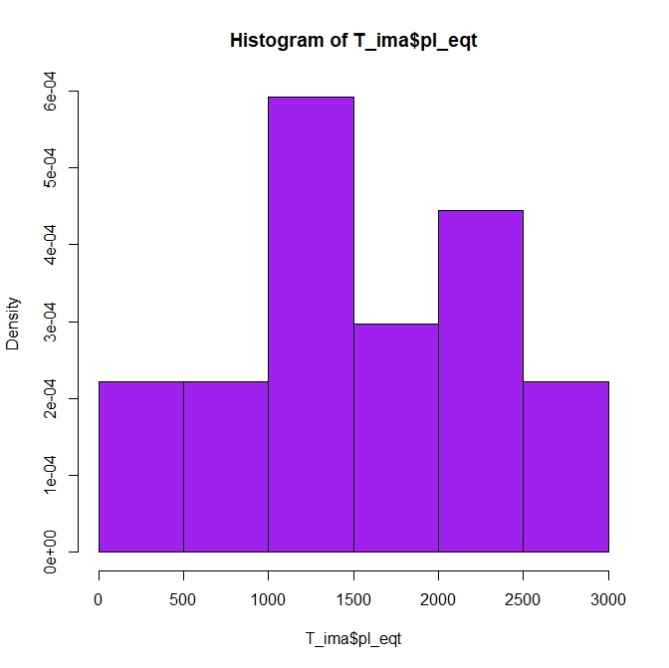 Histogram of T_ima$pl_eqt
6e-04
5e-04
4e-04
3e-04
2e-04
1e-04
0e+00
Density
0 500 1000 1500 2000 2500 3000
T_ima$pl_eqt